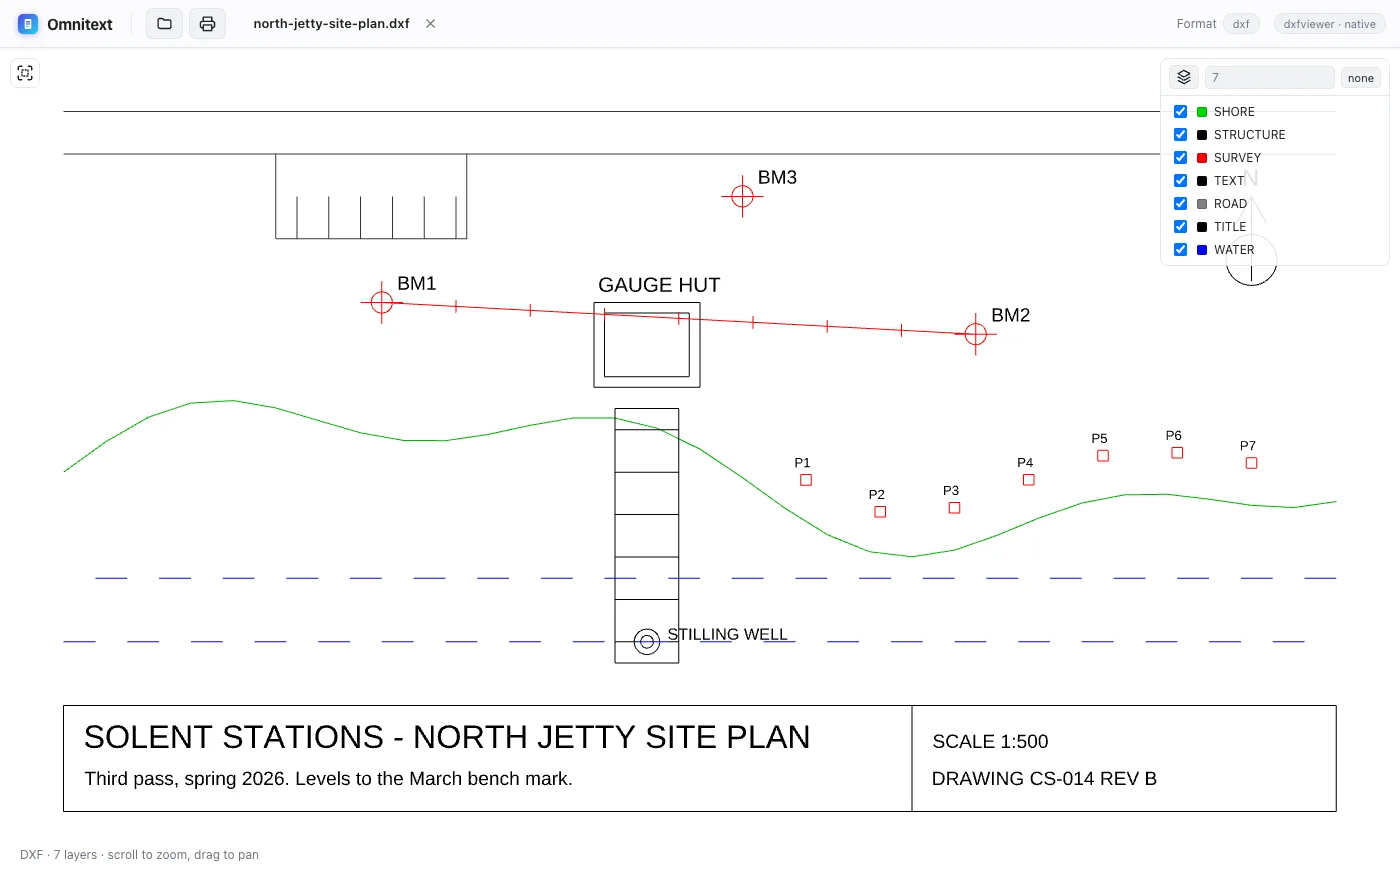 Omnitext
north-jetty-site-plan.dxf
Format dxf dxfviewer · native
7 none
SHORE
STRUCTURE
SURVEY
TEXT
ROAD
TITLE
WATER
N
BM3
BM1
GAUGE HUT
BM2
P1
P2
P3
P4
P5
P6
P7
STILLING WELL
SOLENT STATIONS - NORTH JETTY SITE PLAN
Third pass, spring 2026. Levels to the March bench mark.
SCALE 1:500
DRAWING CS-014 REV B
DXF · 7 layers · scroll to zoom, drag to pan